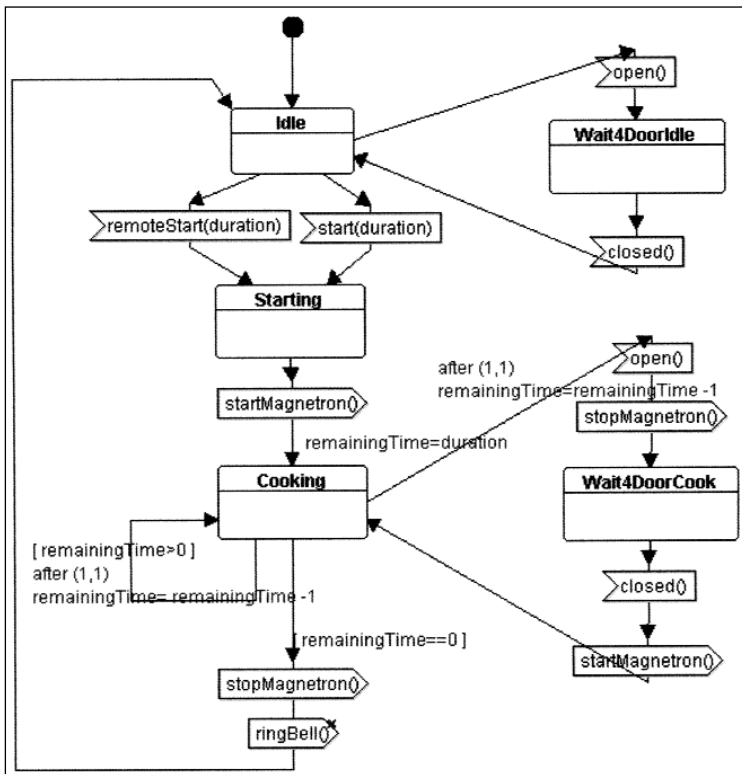 open()
Idle
Wait4DoorIdle
remoteStart(duration)
start(duration)
closed()
Starting
after (1,1)
remainingTime=remainingTime -1
open()
startMagnetron()
stopMagnetron()
remainingTime=duration
Cooking
Wait4DoorCook
[ remainingTime>0 ]
after (1,1)
remainingTime= remainingTime -1
closed()
[ remainingTime==0 ]
startMagnetron()
stopMagnetron()
ringBell()